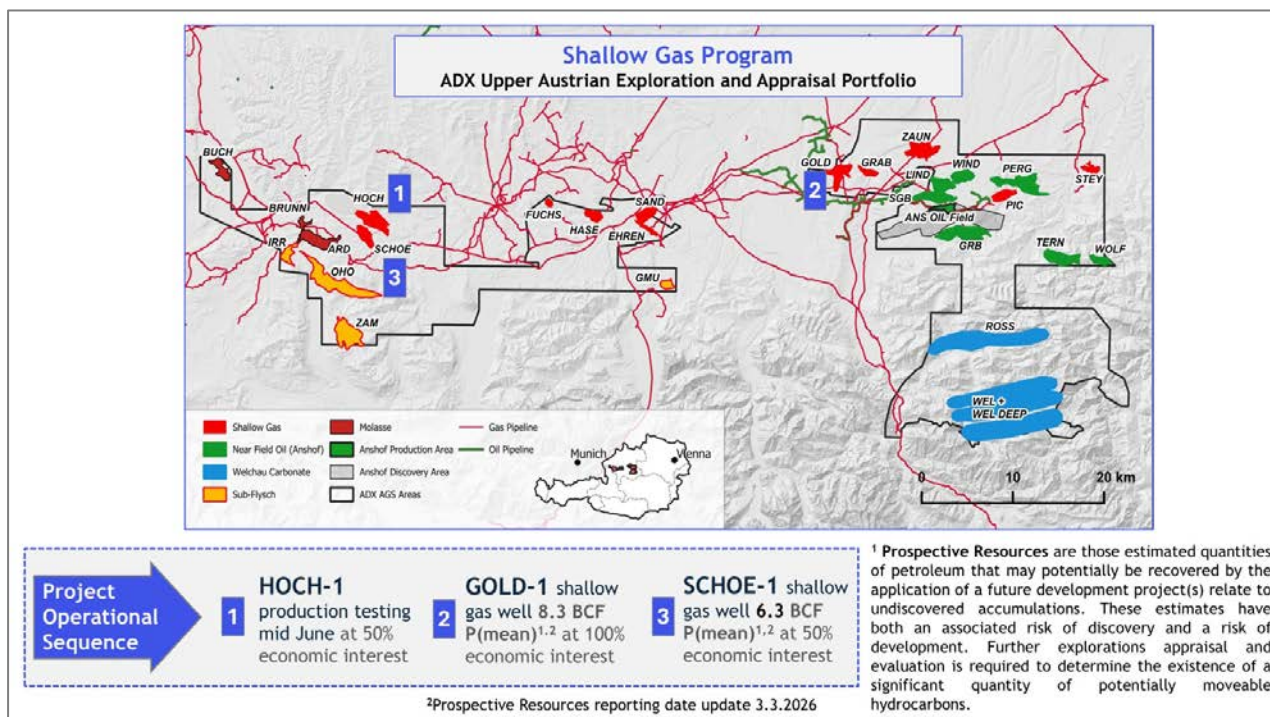 Shallow Gas Program
ADX Upper Austrian Exploration and Appraisal Portfolio
BUCH
HOCH
1
BRUNN
IRR
ARD
SCHOE
OHO
3
ZAM
FUCHS
HASE
SAND
EHREN
GMU
ZAUN
GOLD
GRAB
WIND
LIND
PERG
STEY
2
SGB
PIC
ANS OIL Field
GRB
TERN
WOLF
ROSS
WEL +
WEL DEEP
Shallow Gas
Molasse
Gas Pipeline
Near Field Oil (Anshof)
Anshof Production Area
Oil Pipeline
Welchau Carbonate
Anshof Discovery Area
Sub-Flysch
ADX AGS Areas
Munich
Vienna
0 10 20 km
Project
Operational
Sequence
1
HOCH-1
production testing
mid June at 50%
economic interest
2
GOLD-1 shallow
gas well 8.3 BCF
P(mean)¹,² at 100%
economic interest
3
SCHOE-1 shallow
gas well 6.3 BCF
P(mean)¹,² at 50%
economic interest
²Prospective Resources reporting date update 3.3.2026
¹ Prospective Resources are those estimated quantities
of petroleum that may potentially be recovered by the
application of a future development project(s) relate to
undiscovered accumulations. These estimates have
both an associated risk of discovery and a risk of
development. Further explorations appraisal and
evaluation is required to determine the existence of a
significant quantity of potentially moveable
hydrocarbons.